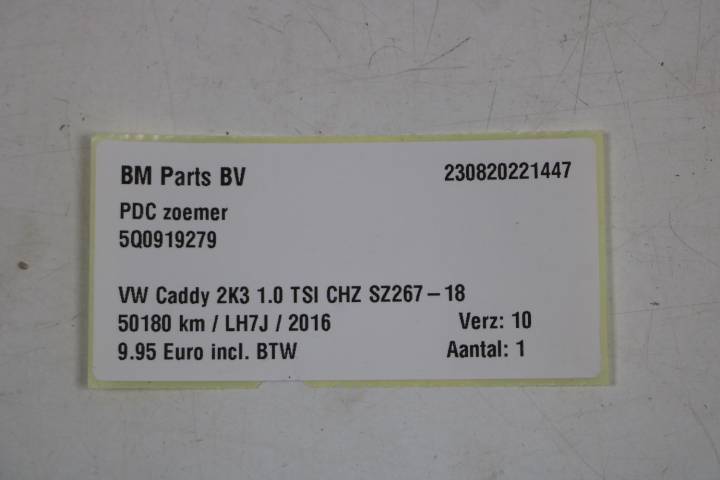 BM Parts BV 230820221447
PDC zoemer
5Q0919279
VW Caddy 2K3 1.0 TSI CHZ SZ267-18
50180 km / LH7J / 2016 Verz: 10
9.95 Euro incl. BTW Aantal: 1